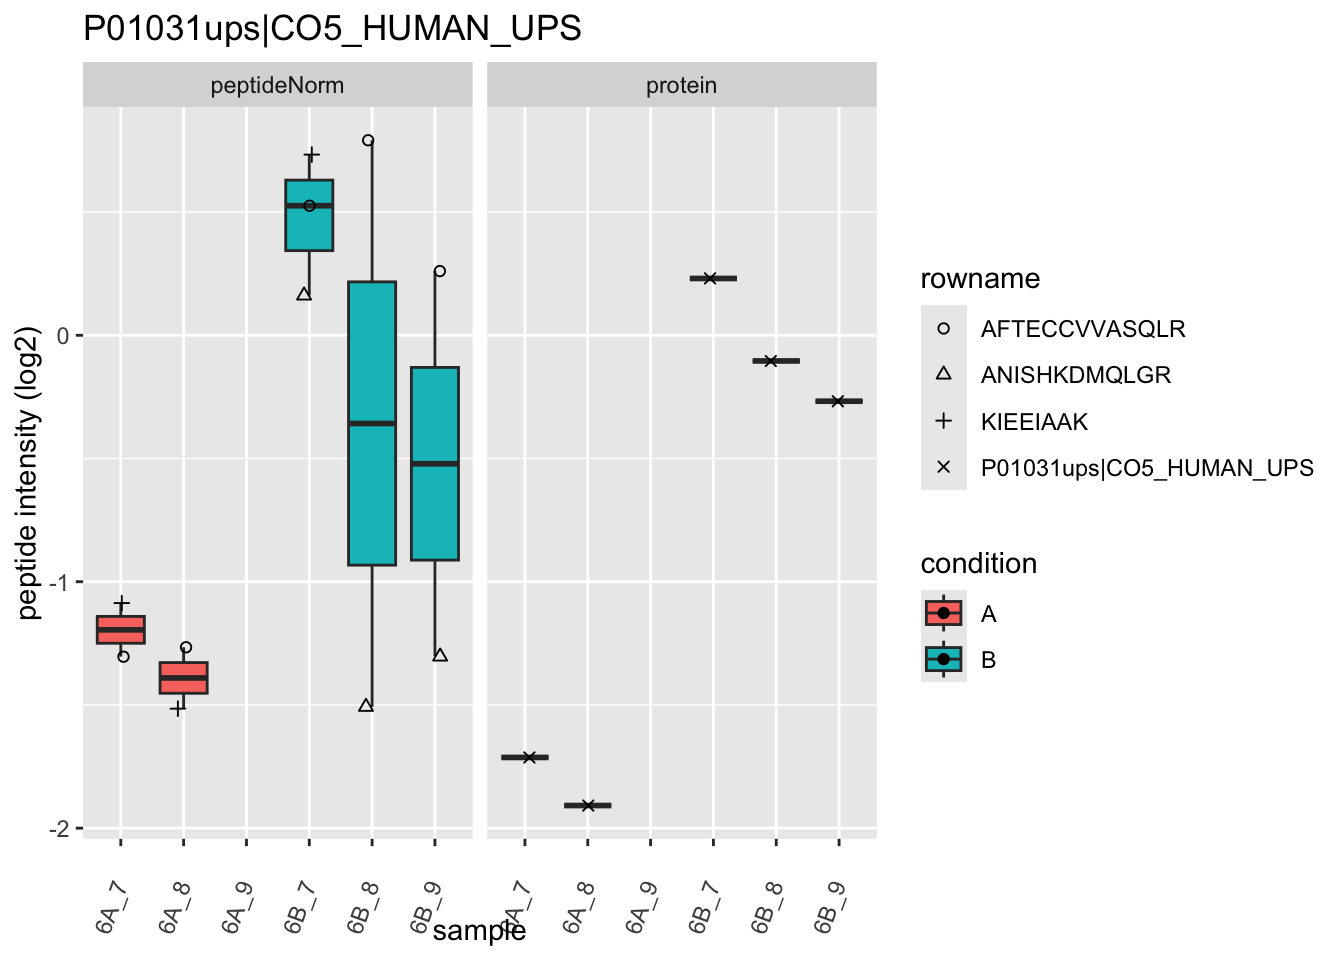 P01031ups|CO5_HUMAN_UPS
peptideNorm
protein
peptide intensity (log2)
0
-1
-2
6A_7
6A_8
6A_9
6B_7
6B_8
6B_9
6A_7
6A_8
6A_9
6B_7
6B_8
6B_9
sample
rowname
AFTECCVVASQLR
ANISHKDMQLGR
KIEEIAAK
P01031ups|CO5_HUMAN_UPS
condition
A
B